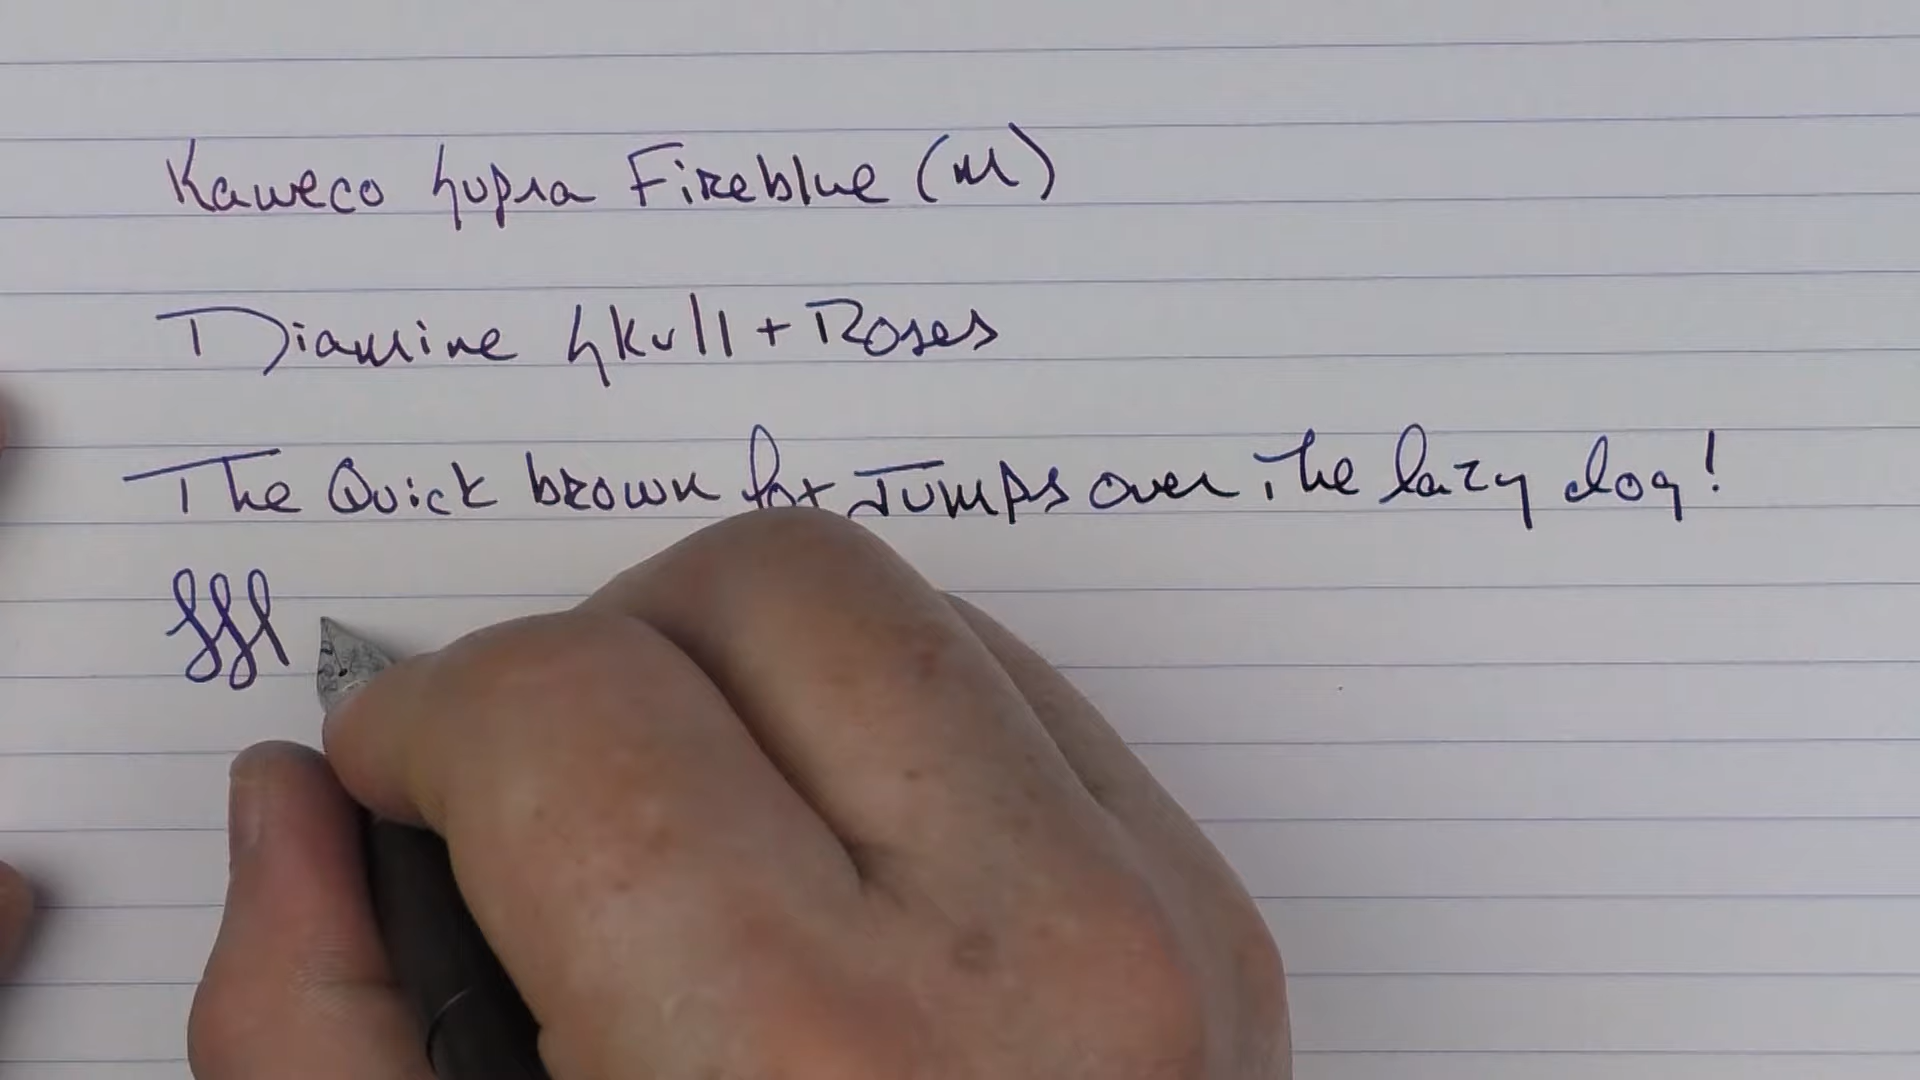 Kaweco Supra Fireblue (M)
Diamine Skull + Roses
The Quick brown fox Jumps over The lazy dog!